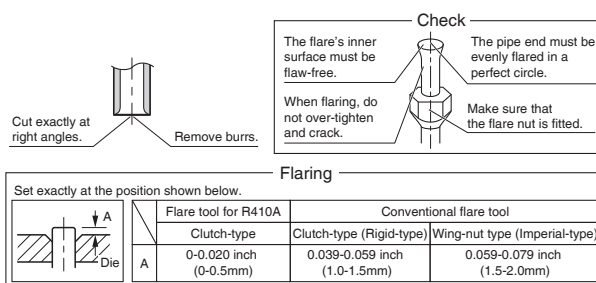 Cut exactly at
right angles.
Remove burrs.
Check
The flare's inner
surface must be
flaw-free.
The pipe end must be
evenly flared in a
perfect circle.
When flaring, do
not over-tighten
and crack.
Make sure that
the flare nut is fitted.
Flaring
Set exactly at the position shown below.
A
Die
Flare tool for R410A Conventional flare tool
Clutch-type Clutch-type (Rigid-type) Wing-nut type (Imperial-type)
A 0-0.020 inch 0.039-0.059 inch 0.059-0.079 inch
(0-0.5mm) (1.0-1.5mm) (1.5-2.0mm)